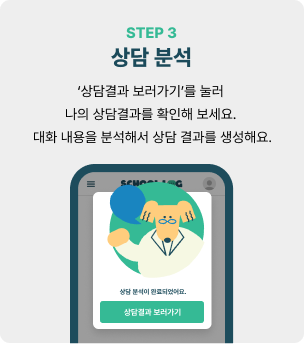 STEP 3
상담 분석
‘상담결과 보러가기’를 눌러
나의 상담결과를 확인해 보세요.
대화 내용을 분석해서 상담 결과를 생성해요.
상담 분석이 완료되었어요.
상담결과 보러가기